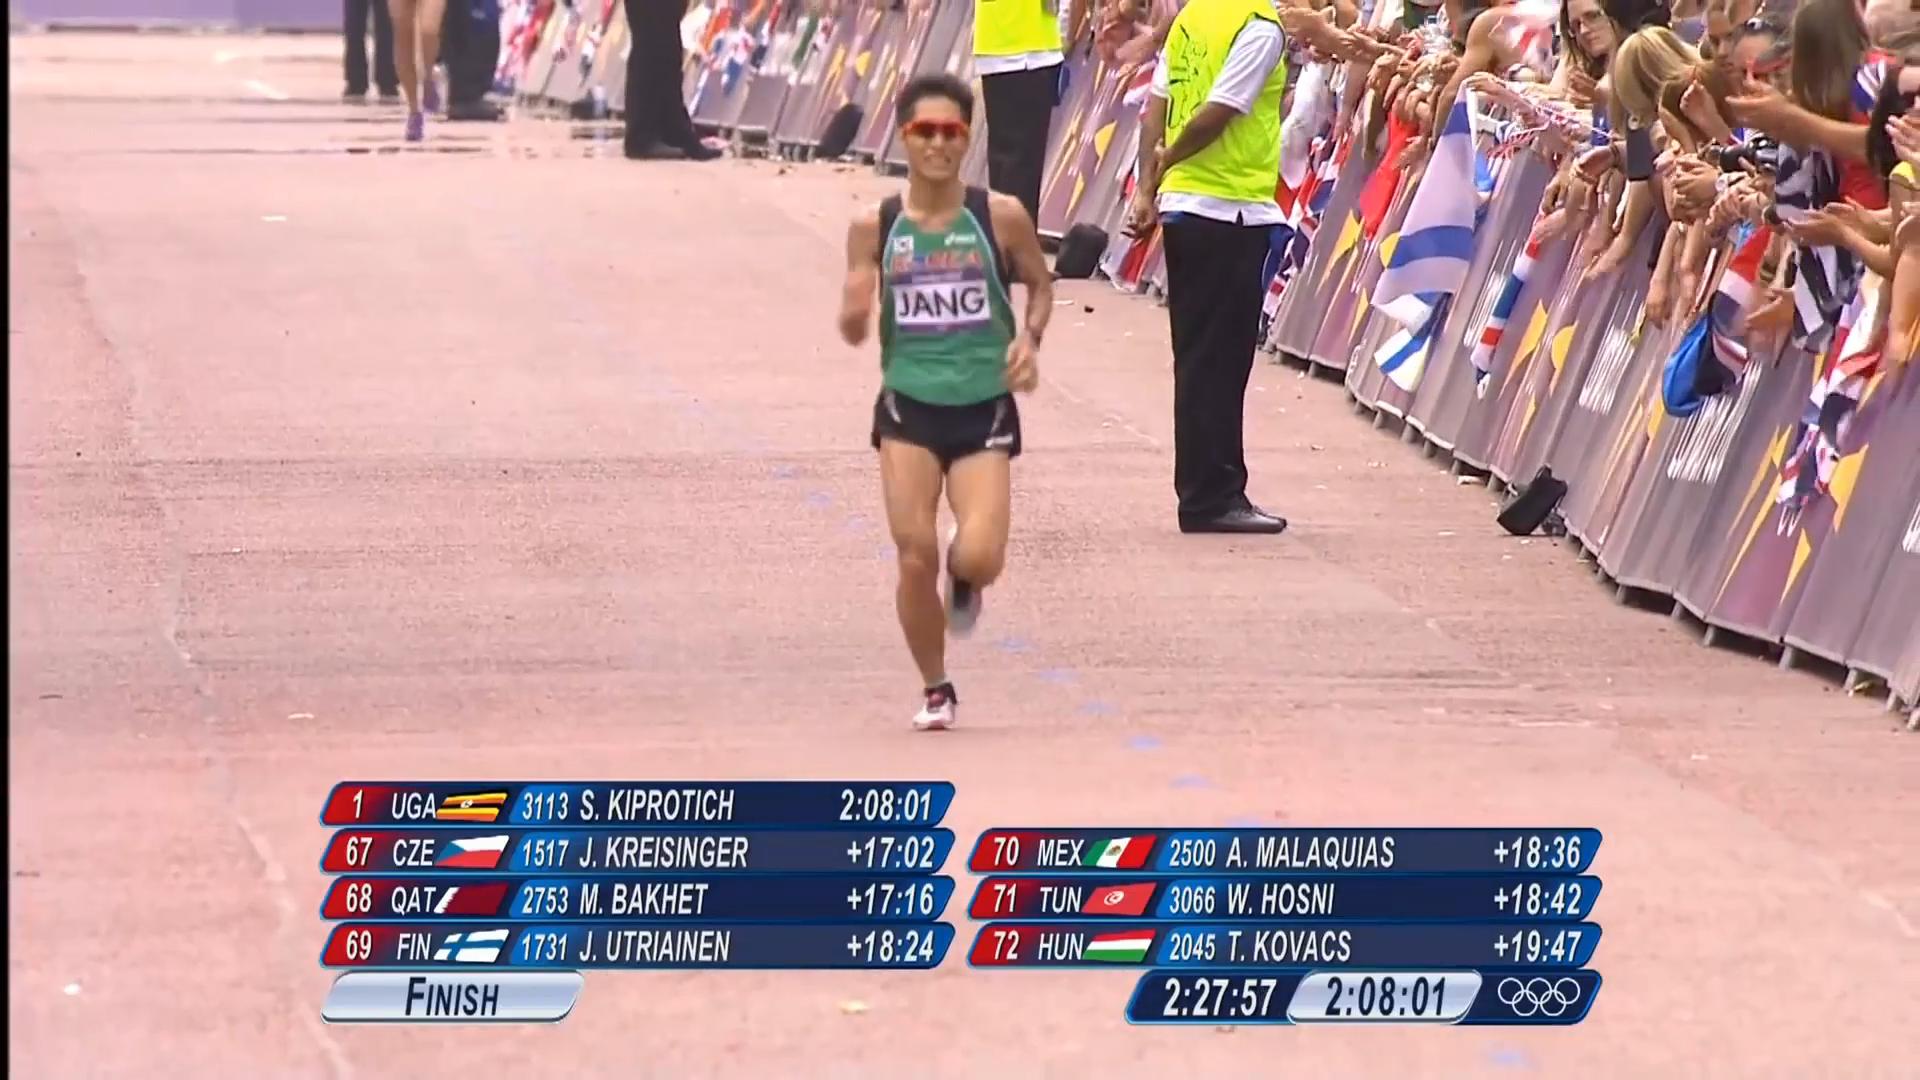 KOREA
JANG
1 UGA 3113 S. KIPROTICH 2:08:01
67 CZE 1517 J. KREISINGER +17:02
68 QAT 2753 M. BAKHET +17:16
69 FIN 1731 J. UTRIAINEN +18:24
70 MEX 2500 A. MALAQUIAS +18:36
71 TUN 3066 W. HOSNI +18:42
72 HUN 2045 T. KOVACS +19:47
FINISH
2:27:57 2:08:01